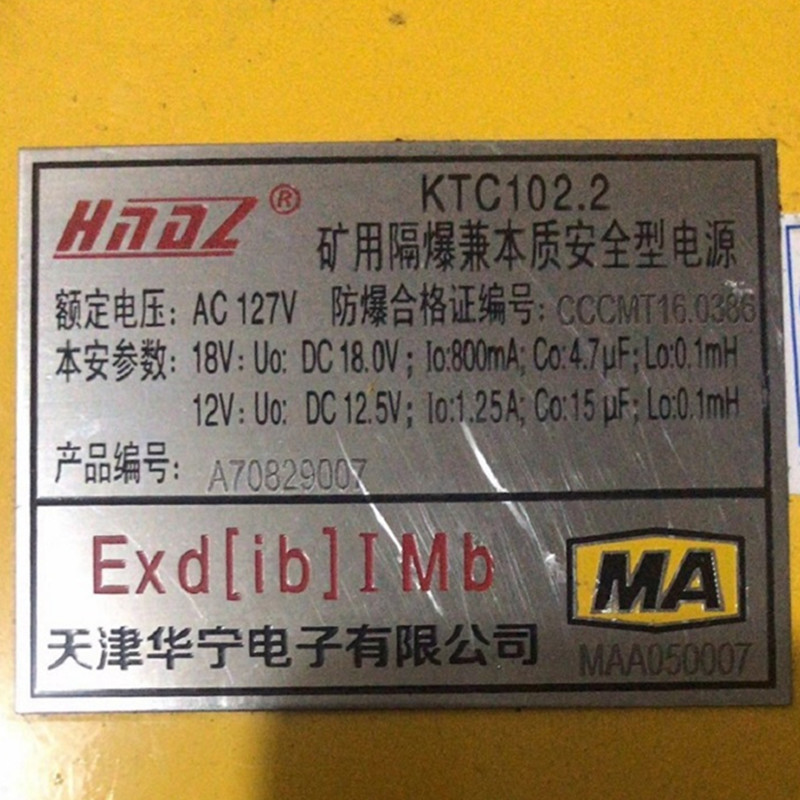 HNDZ®
KTC102.2
矿用隔爆兼本质安全型电源
额定电压: AC 127V 防爆合格证编号: CCCMT16.0386
本安参数: 18V: Uo: DC 18.0V; Io:800mA; Co:4.7μF; Lo:0.1mH
12V: Uo: DC 12.5V; Io:1.25A; Co:15μF; Lo:0.1mH
产品编号: A70829007
Exd[ib]IMb
MA
天津华宁电子有限公司
MAA050007